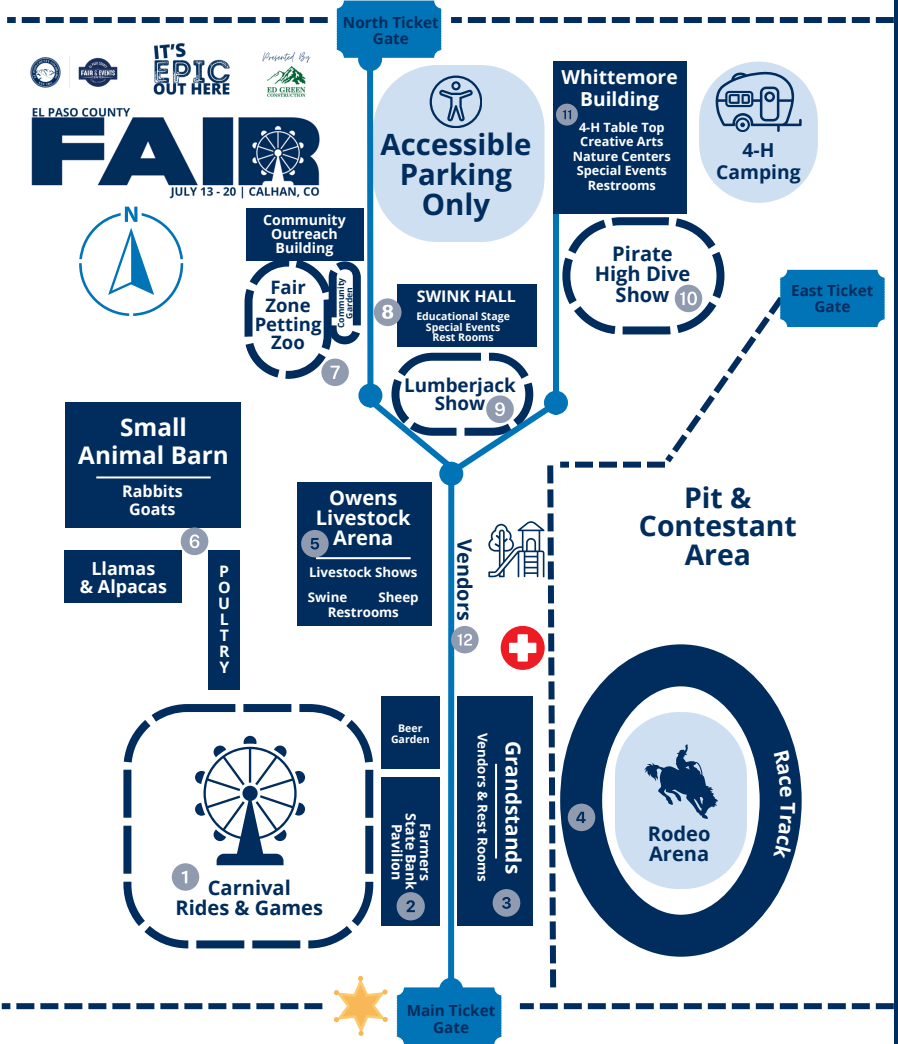 North Ticket
Gate
IT'S
EPIC
OUT HERE
FAIR & EVENTS
Presented By
ED GREEN
CONSTRUCTION
EL PASO COUNTY
FAIR
JULY 13 - 20 | CALHAN, CO
N
Accessible
Parking
Only
Whittemore
Building
11
4-H Table Top
Creative Arts
Nature Centers
Special Events
Restrooms
4-H
Camping
Community
Outreach
Building
Fair
Zone
Petting
Zoo
Community
Garden
7
8
SWINK HALL
Educational Stage
Special Events
Rest Rooms
Pirate
High Dive
Show
10
East Ticket
Gate
Lumberjack
Show
9
Small
Animal Barn
Rabbits
Goats
6
Llamas
& Alpacas
POULTRY
Owens
Livestock
Arena
5
Livestock Shows
Swine Sheep
Restrooms
Vendors
12
Pit &
Contestant
Area
Beer
Garden
Farmers
State Bank
Pavilion
2
Grandstands
Vendors & Rest Rooms
3
4
Race Track
Rodeo
Arena
1
Carnival
Rides & Games
Main Ticket
Gate